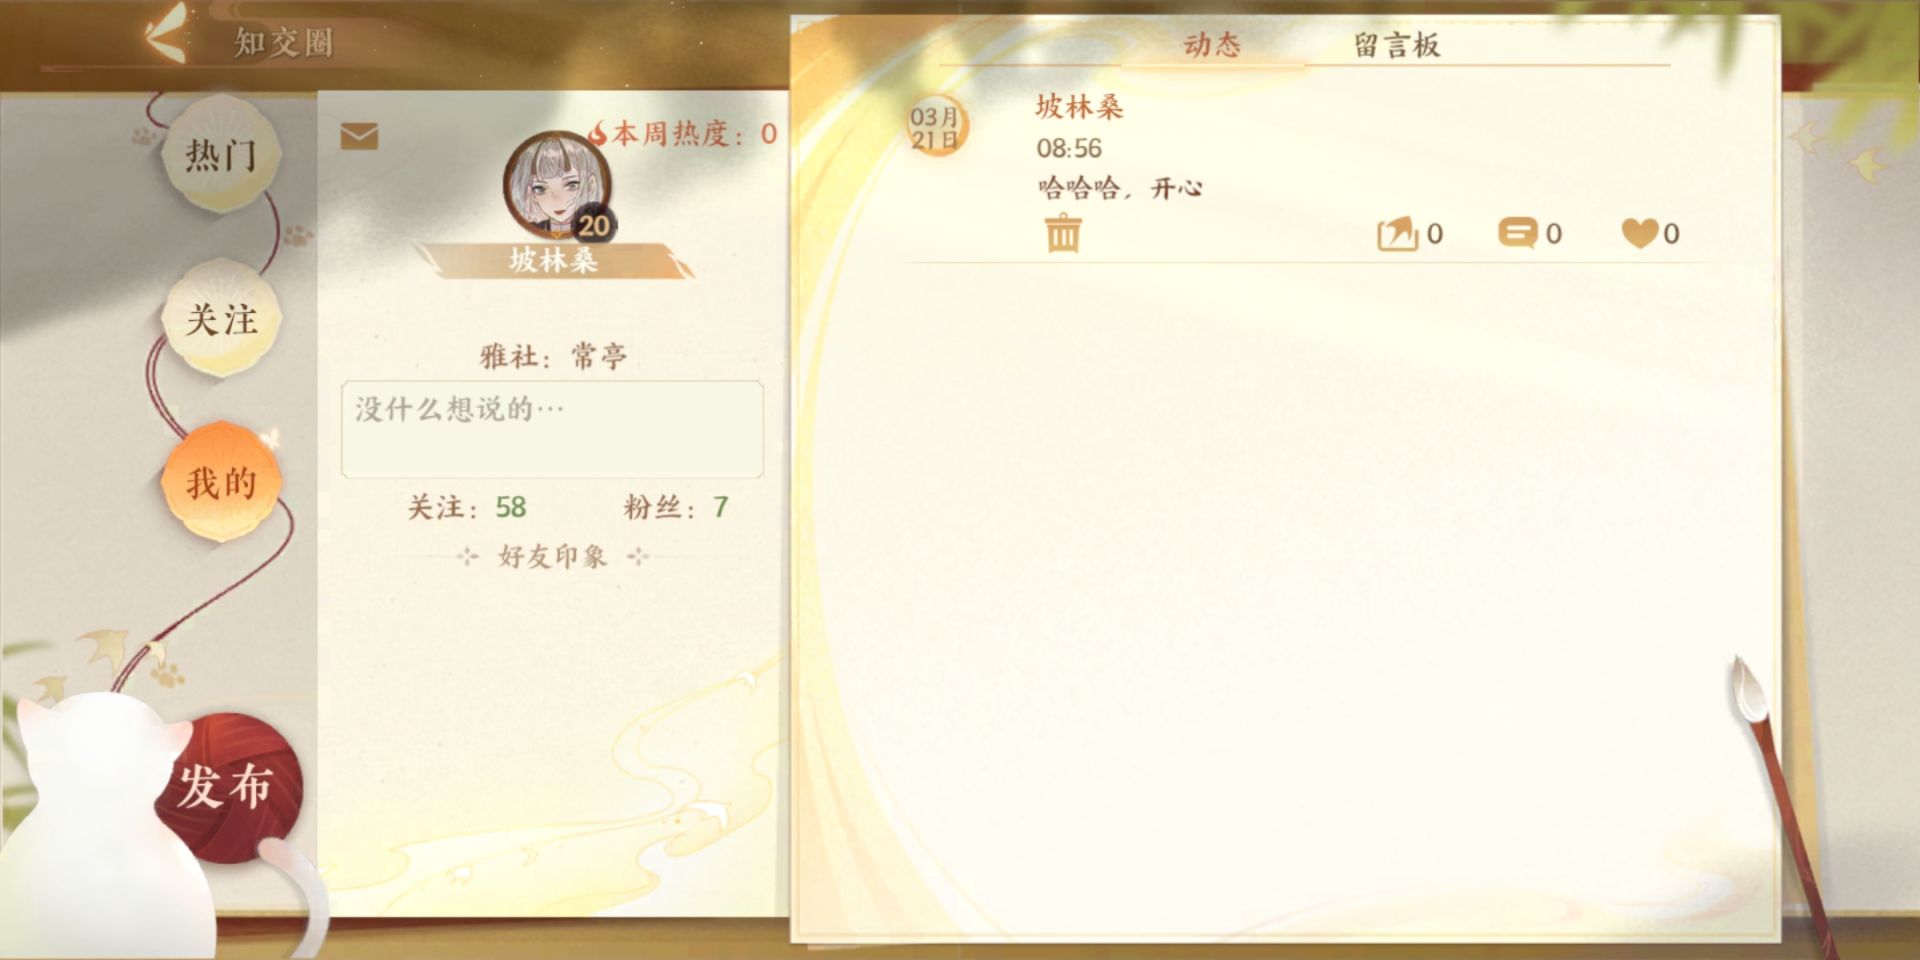 知交圈
热门
关注
我的
发布
本周热度：0
20
坡林桑
雅社：常亭
没什么想说的…
关注：58
粉丝：7
好友印象
动态
留言板
03月
21日
坡林桑
08:56
哈哈哈，开心
0
0
0